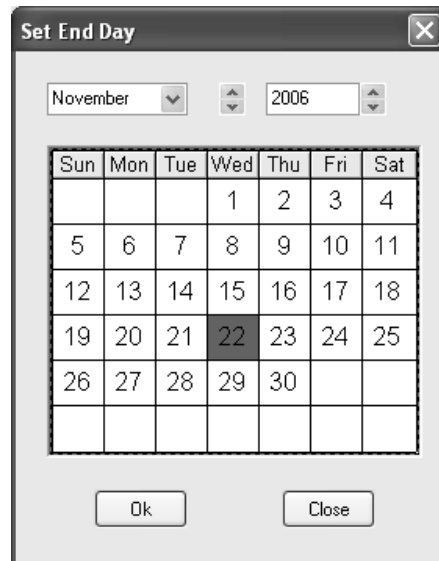 Set End Day
November 2006
Sun Mon Tue Wed Thu Fri Sat
1 2 3 4
5 6 7 8 9 10 11
12 13 14 15 16 17 18
19 20 21 22 23 24 25
26 27 28 29 30
Ok Close